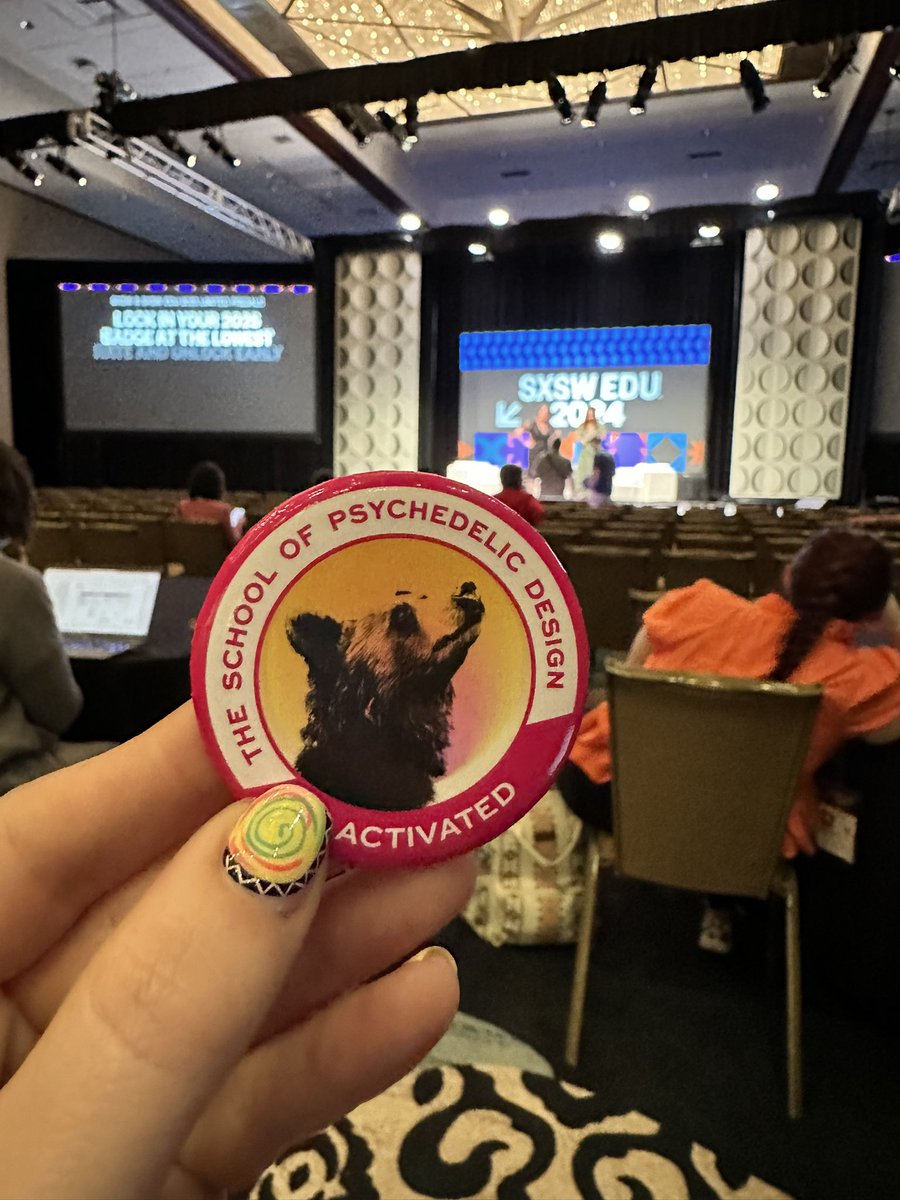 LOCK IN YOUR 2025
BADGE AT THE LOWEST
RATE AND UNLOCK EARLY
SXSW EDU
2024
THE SCHOOL OF PSYCHEDELIC DESIGN
ACTIVATED